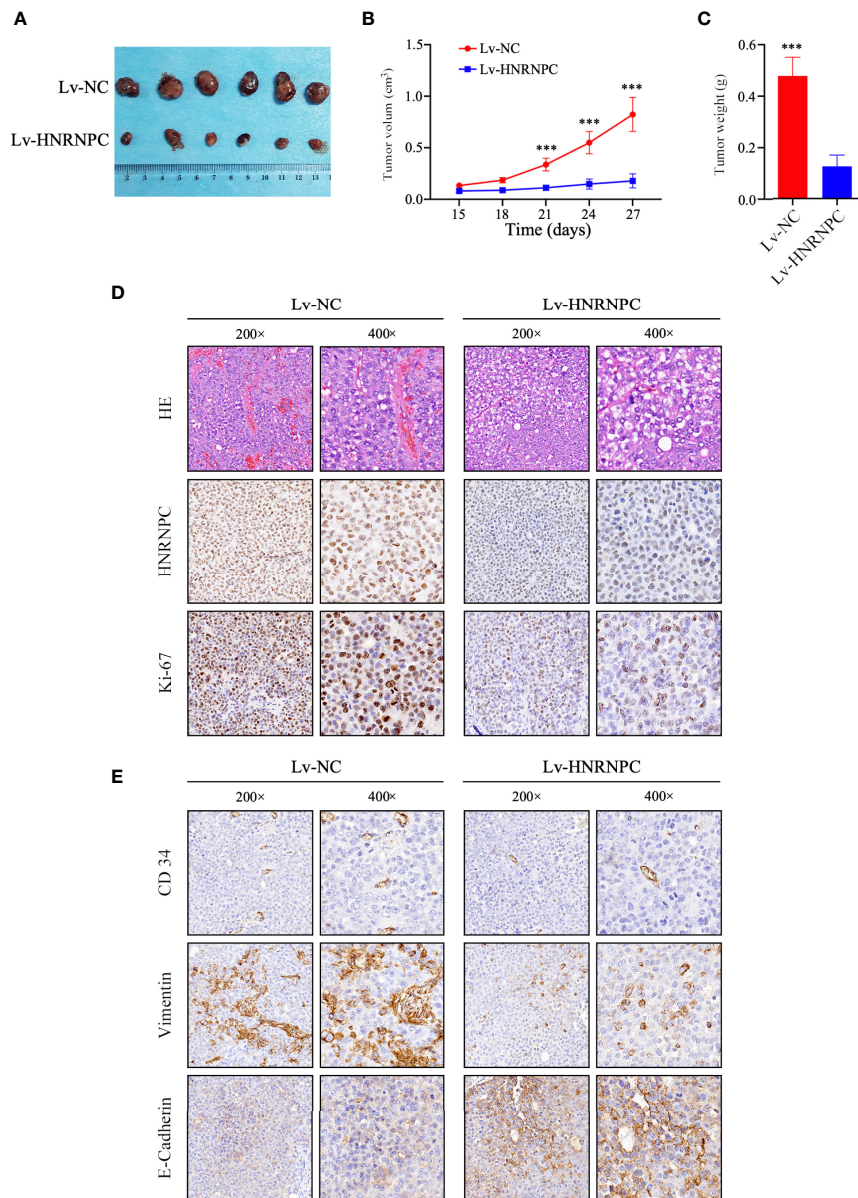 A
Lv-NC
Lv-HNRNPC
2 3 4 5 6 7 8 9 10 11 12 13 1
B
Lv-NC
Lv-HNRNPC
Tumor volum (cm³)
1.5
1.0
0.5
0.0
***
***
***
15 18 21 24 27
Time (days)
C
Tumor weight (g)
0.6
0.4
0.2
0.0
***
Lv-NC
Lv-HNRNPC
D
Lv-NC Lv-HNRNPC
200× 400× 200× 400×
HE
HNRNPC
Ki-67
E
Lv-NC Lv-HNRNPC
200× 400× 200× 400×
CD 34
Vimentin
E-Cadherin